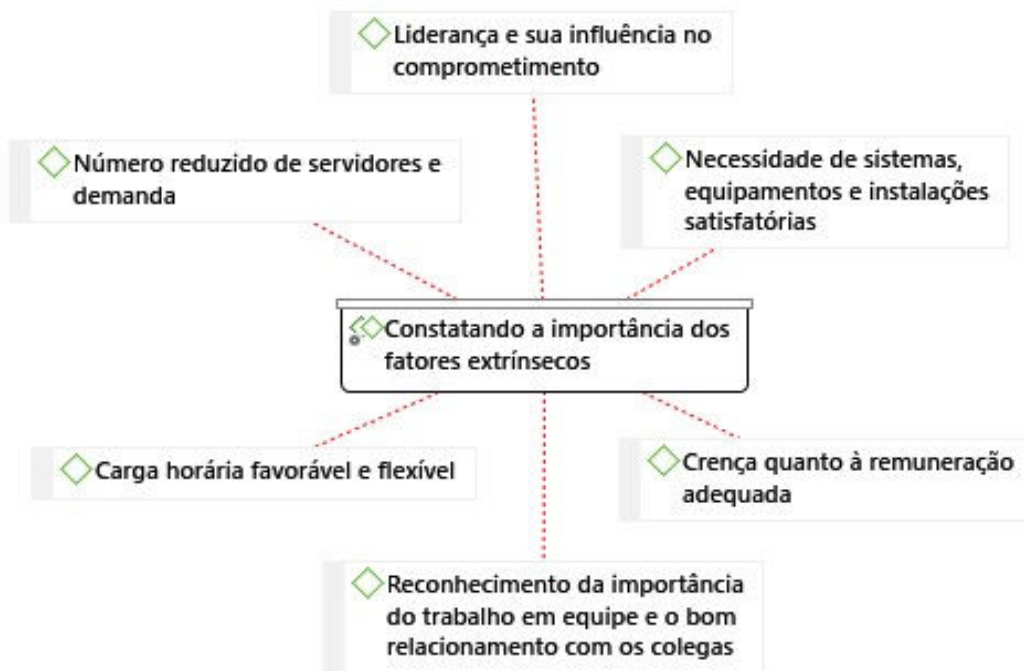 Liderança e sua influência no
comprometimento
Número reduzido de servidores e
demanda
Necessidade de sistemas,
equipamentos e instalações
satisfatórias
Constatando a importância dos
fatores extrínsecos
Carga horária favorável e flexível
Crença quanto à remuneração
adequada
Reconhecimento da importância
do trabalho em equipe e o bom
relacionamento com os colegas